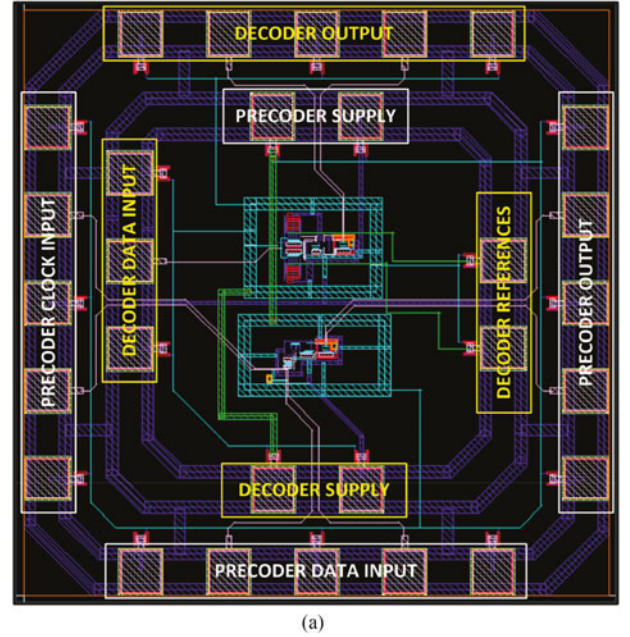 DECODER OUTPUT
PRECODER SUPPLY
PRECODER CLOCK INPUT
DECODER DATA INPUT
DECODER REFERENCES
PRECODER OUTPUT
DECODER SUPPLY
PRECODER DATA INPUT
(a)